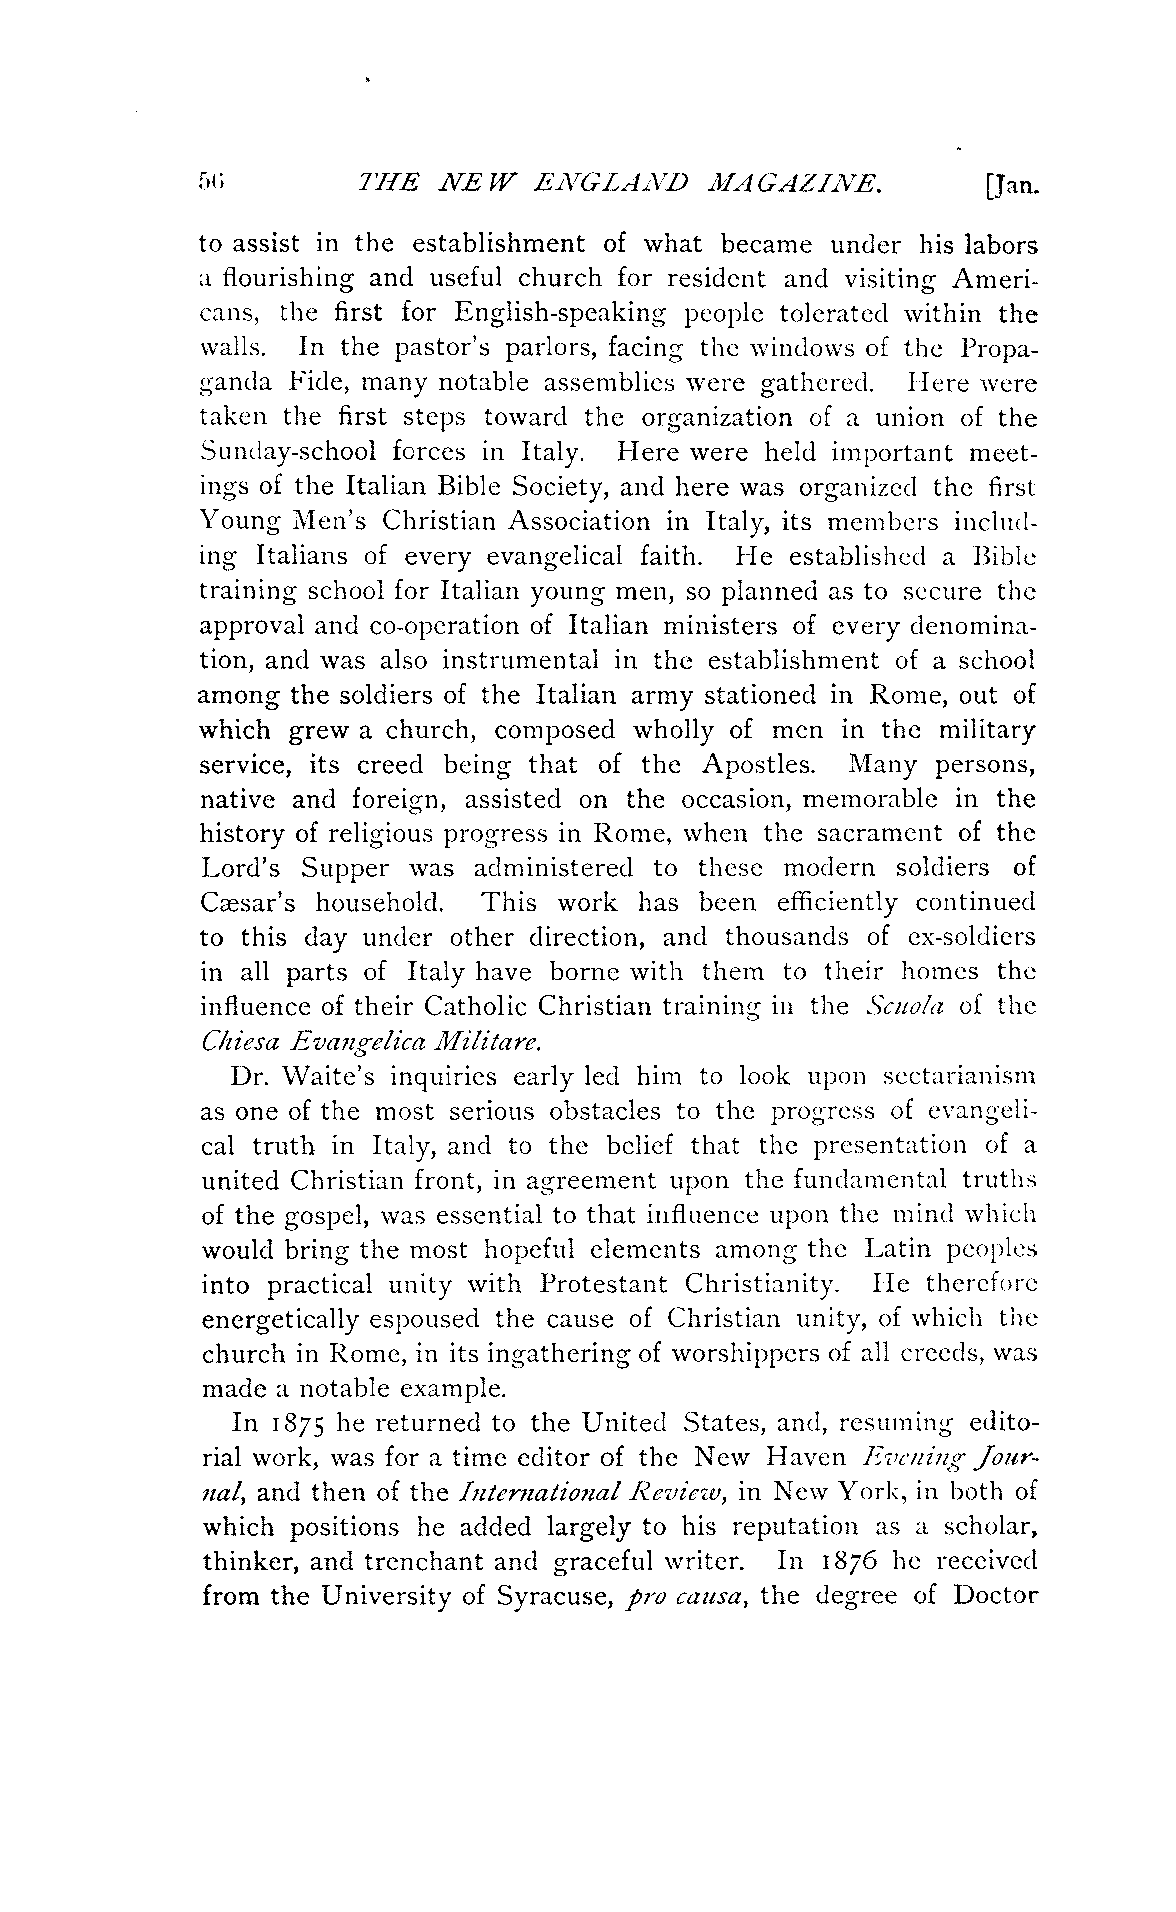 56 THE NEW ENGLAND MAGAZINE. [Jan.
to assist in the establishment of what became under his labors
a flourishing and useful church for resident and visiting Ameri-
cans, the first for English-speaking people tolerated within the
walls. In the pastor's parlors, facing the windows of the Propa-
ganda Fide, many notable assemblies were gathered. Here were
taken the first steps toward the organization of a union of the
Sunday-school forces in Italy. Here were held important meet-
ings of the Italian Bible Society, and here was organized the first
Young Men's Christian Association in Italy, its members includ-
ing Italians of every evangelical faith. He established a Bible
training school for Italian young men, so planned as to secure the
approval and co-operation of Italian ministers of every denomina-
tion, and was also instrumental in the establishment of a school
among the soldiers of the Italian army stationed in Rome, out of
which grew a church, composed wholly of men in the military
service, its creed being that of the Apostles. Many persons,
native and foreign, assisted on the occasion, memorable in the
history of religious progress in Rome, when the sacrament of the
Lord's Supper was administered to these modern soldiers of
Cæsar's household. This work has been efficiently continued
to this day under other direction, and thousands of ex-soldiers
in all parts of Italy have borne with them to their homes the
influence of their Catholic Christian training in the Scuola of the
Chiesa Evangelica Militare.
Dr. Waite's inquiries early led him to look upon sectarianism
as one of the most serious obstacles to the progress of evangeli-
cal truth in Italy, and to the belief that the presentation of a
united Christian front, in agreement upon the fundamental truths
of the gospel, was essential to that influence upon the mind which
would bring the most hopeful elements among the Latin peoples
into practical unity with Protestant Christianity. He therefore
energetically espoused the cause of Christian unity, of which the
church in Rome, in its ingathering of worshippers of all creeds, was
made a notable example.
In 1875 he returned to the United States, and, resuming edito-
rial work, was for a time editor of the New Haven Evening Jour-
nal, and then of the International Review, in New York, in both of
which positions he added largely to his reputation as a scholar,
thinker, and trenchant and graceful writer. In 1876 he received
from the University of Syracuse, pro causa, the degree of Doctor